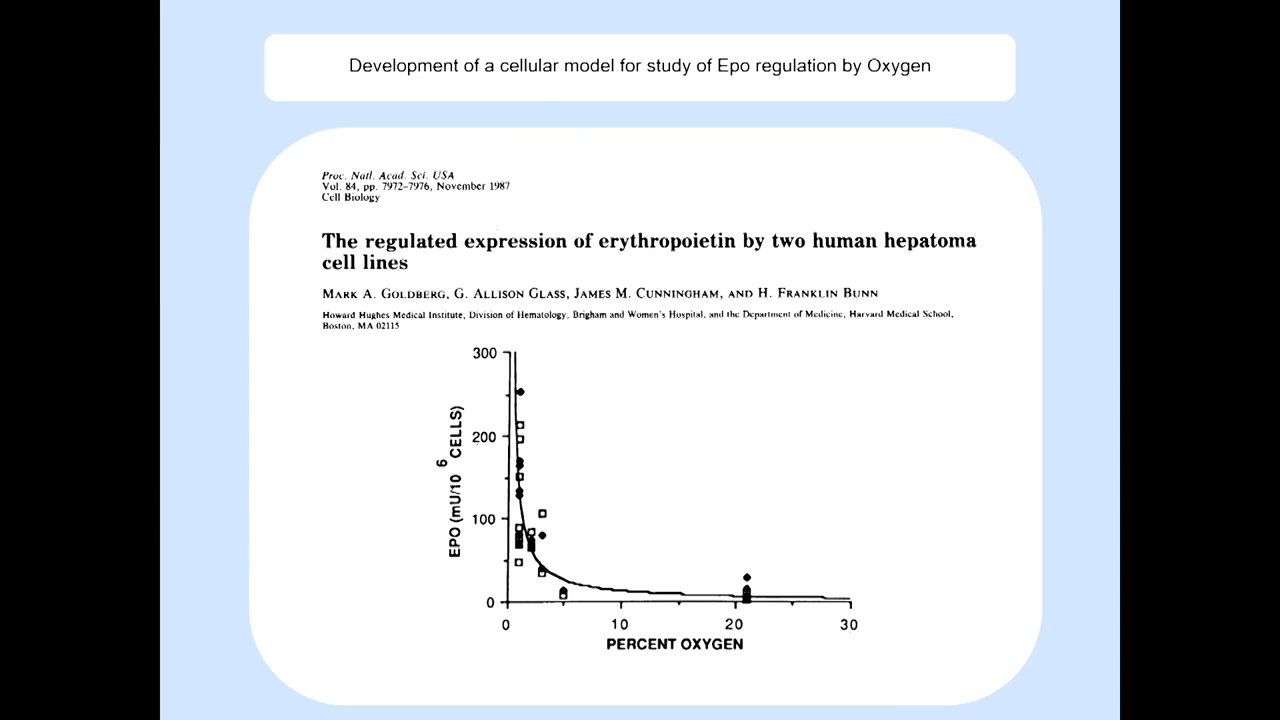 Development of a cellular model for study of Epo regulation by Oxygen
Proc. Natl. Acad. Sci. USA
Vol. 84, pp. 7972–7976, November 1987
Cell Biology
The regulated expression of erythropoietin by two human hepatoma
cell lines
MARK A. GOLDBERG, G. ALLISON GLASS, JAMES M. CUNNINGHAM, AND H. FRANKLIN BUNN
Howard Hughes Medical Institute, Division of Hematology, Brigham and Women's Hospital, and the Department of Medicine, Harvard Medical School,
Boston, MA 02115
EPO (mU/10⁶ CELLS)
300
200
100
0
0 10 20 30
PERCENT OXYGEN